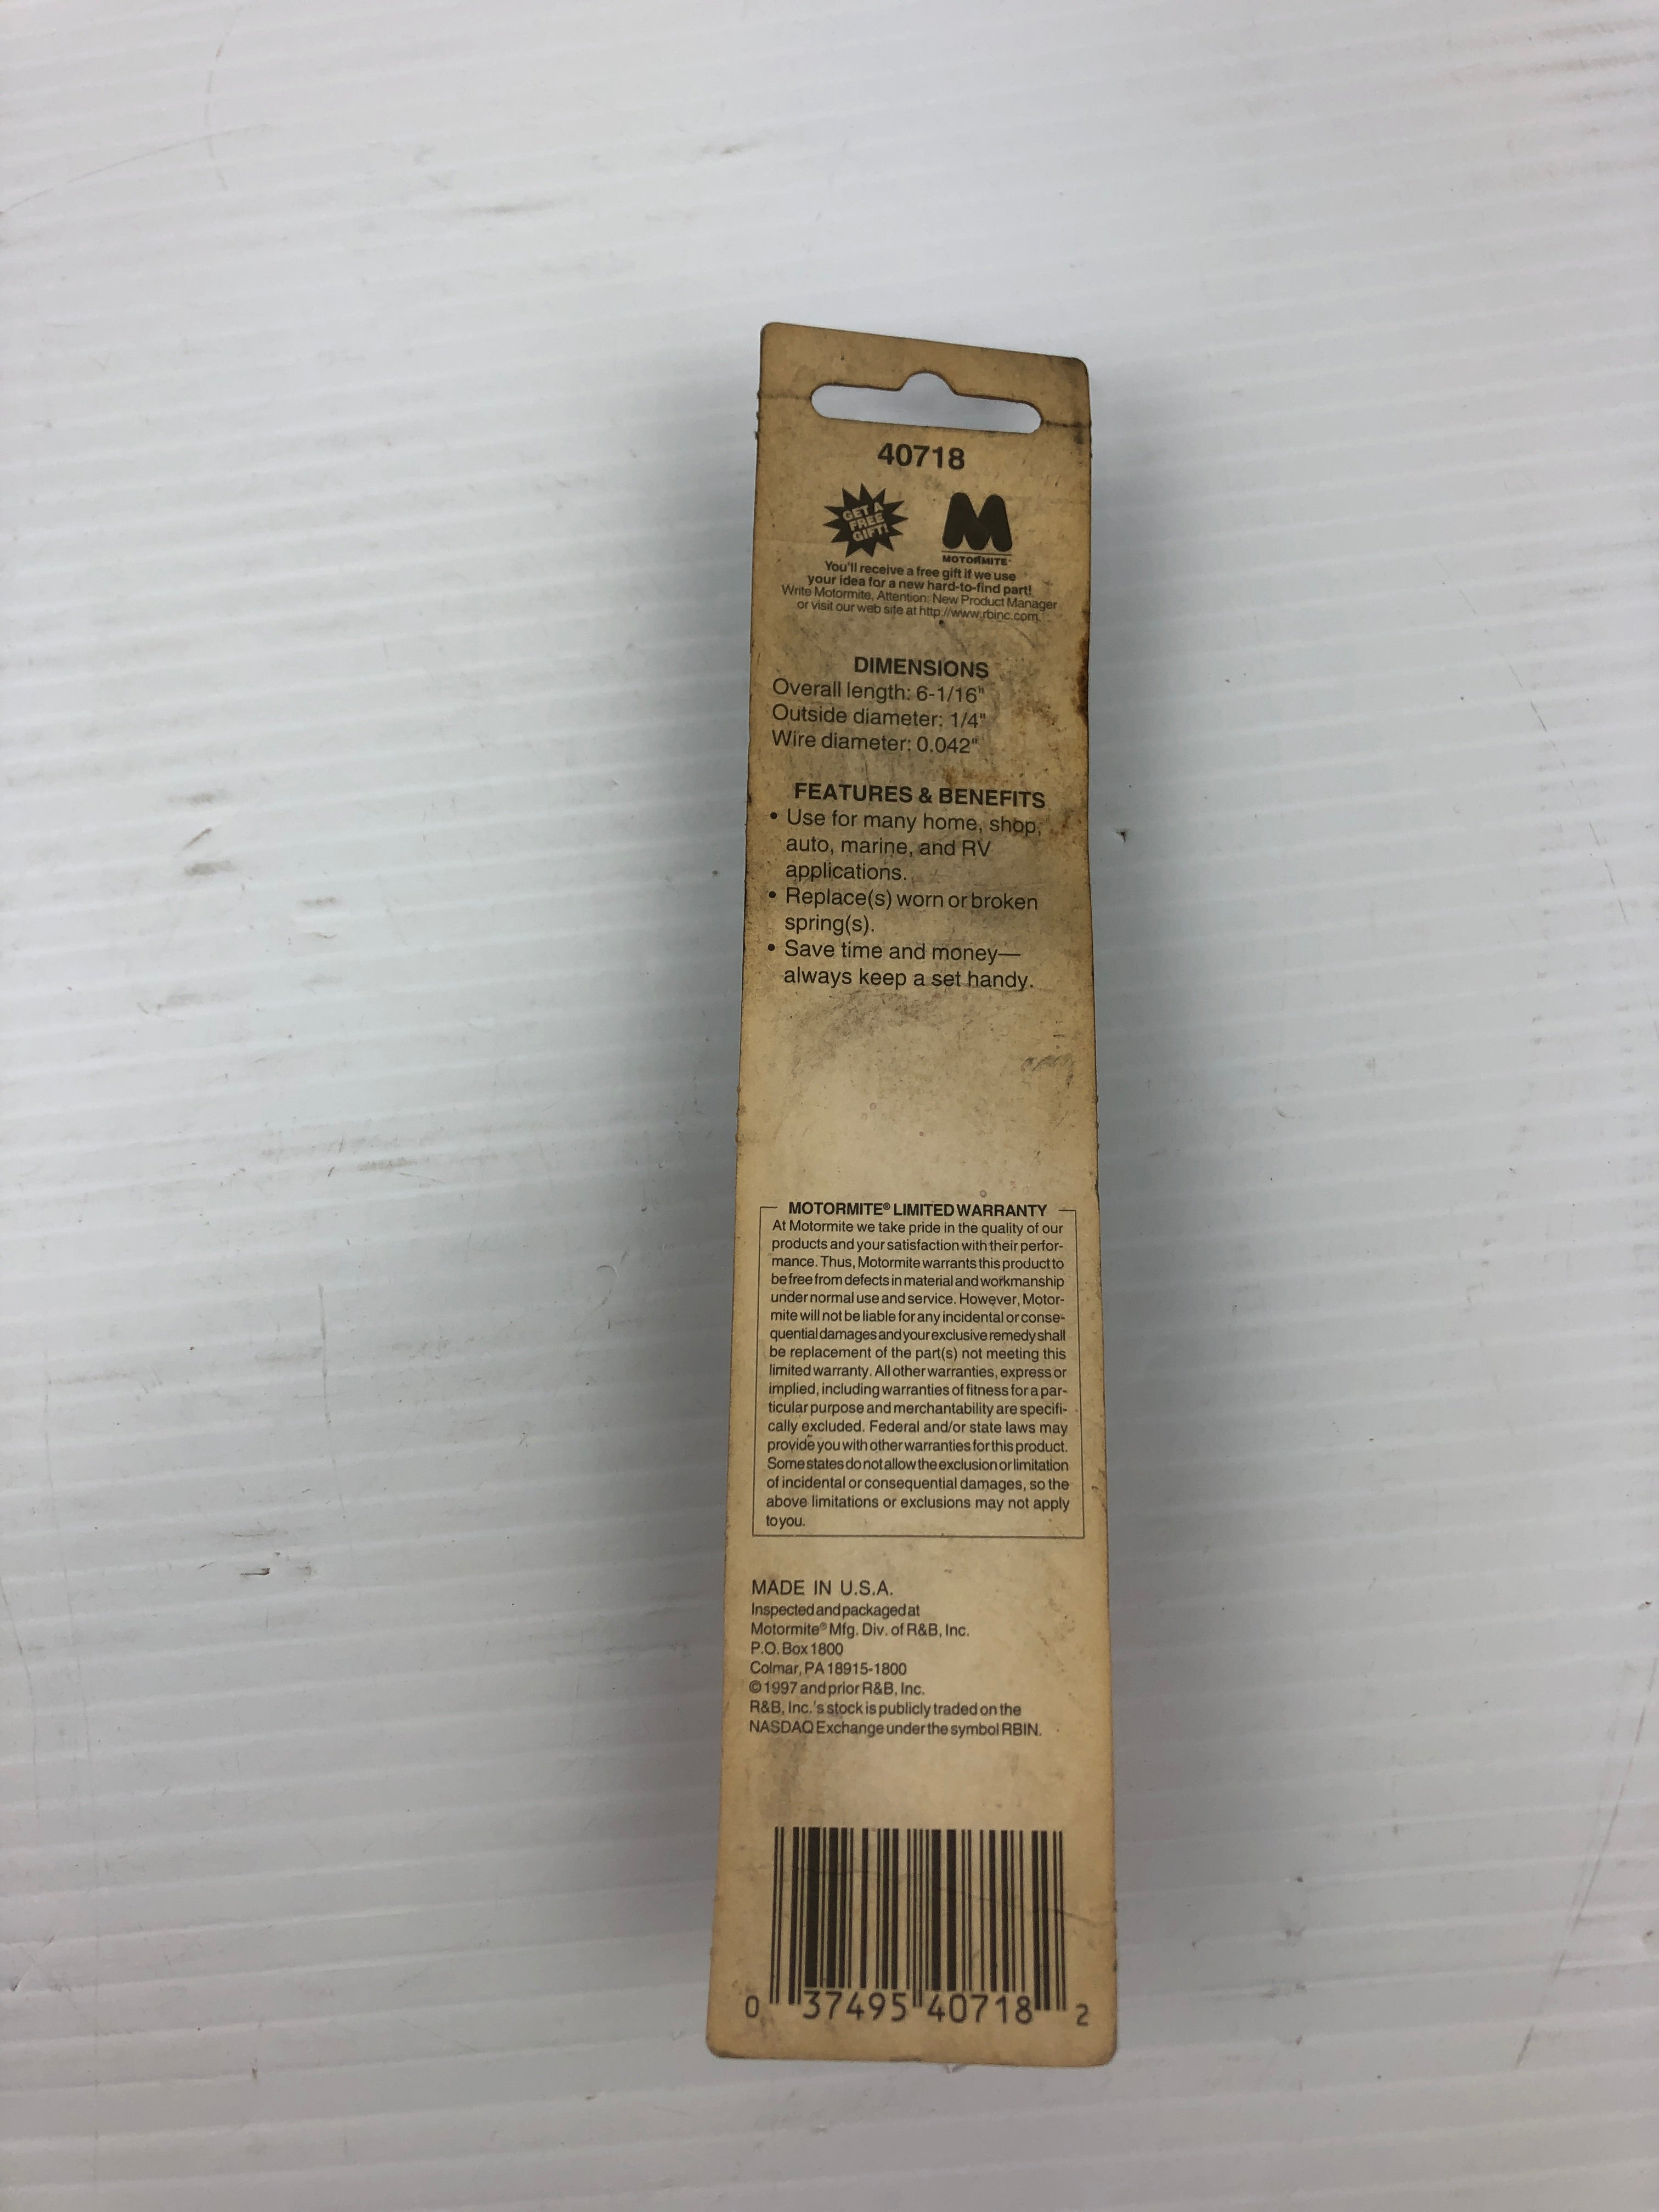 40718
GET A
FREE
GIFT!
M
MOTORMITE
You'll receive a free gift if we use
your idea for a new hard-to-find part!
Write Motormite, Attention: New Product Manager
or visit our web site at http://www.rbinc.com.
DIMENSIONS
Overall length: 6-1/16"
Outside diameter: 1/4"
Wire diameter: 0.042"
FEATURES & BENEFITS
• Use for many home, shop,
auto, marine, and RV
applications.
• Replace(s) worn or broken
spring(s).
• Save time and money—
always keep a set handy.
MOTORMITE® LIMITED WARRANTY
At Motormite we take pride in the quality of our
products and your satisfaction with their perfor-
mance. Thus, Motormite warrants this product to
be free from defects in material and workmanship
under normal use and service. However, Motor-
mite will not be liable for any incidental or conse-
quential damages and your exclusive remedy shall
be replacement of the part(s) not meeting this
limited warranty. All other warranties, express or
implied, including warranties of fitness for a par-
ticular purpose and merchantability are specifi-
cally excluded. Federal and/or state laws may
provide you with other warranties for this product.
Some states do not allow the exclusion or limitation
of incidental or consequential damages, so the
above limitations or exclusions may not apply
to you.
MADE IN U.S.A.
Inspected and packaged at
Motormite® Mfg. Div. of R&B, Inc.
P.O. Box 1800
Colmar, PA 18915-1800
©1997 and prior R&B, Inc.
R&B, Inc.'s stock is publicly traded on the
NASDAQ Exchange under the symbol RBIN.
0 37495 40718 2